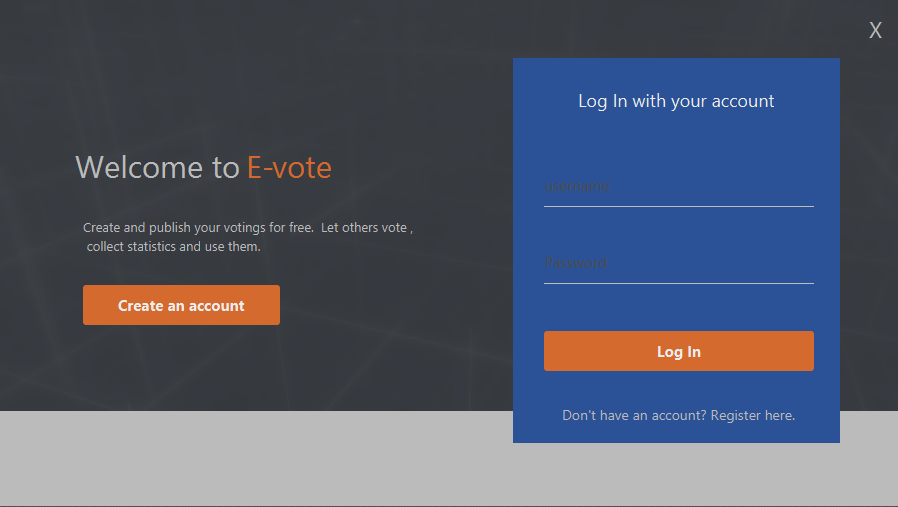 X
Welcome to E-vote
Create and publish your votings for free.  Let others vote ,
collect statistics and use them.
Create an account
Log In with your account
Username
Password
Log In
Don't have an account? Register here.